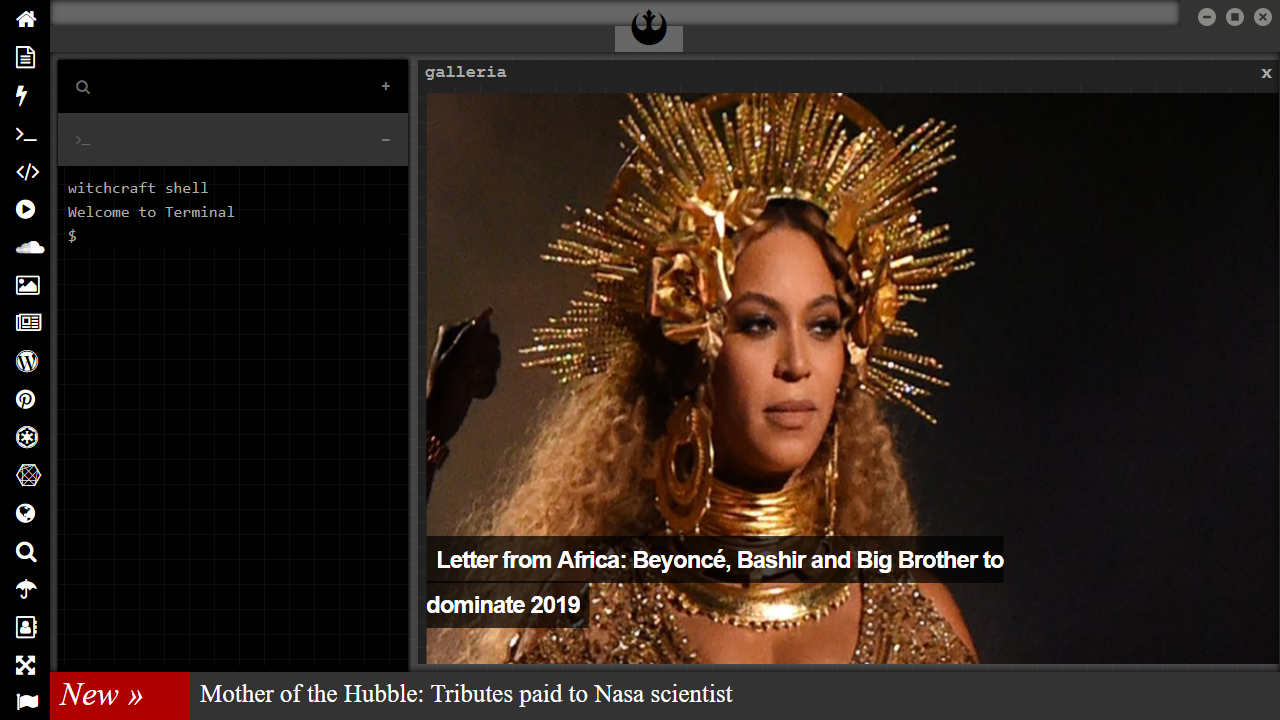 galleria
x
+
>_
−
witchcraft shell
Welcome to Terminal
$
Letter from Africa: Beyoncé, Bashir and Big Brother to
dominate 2019
New »
Mother of the Hubble: Tributes paid to Nasa scientist